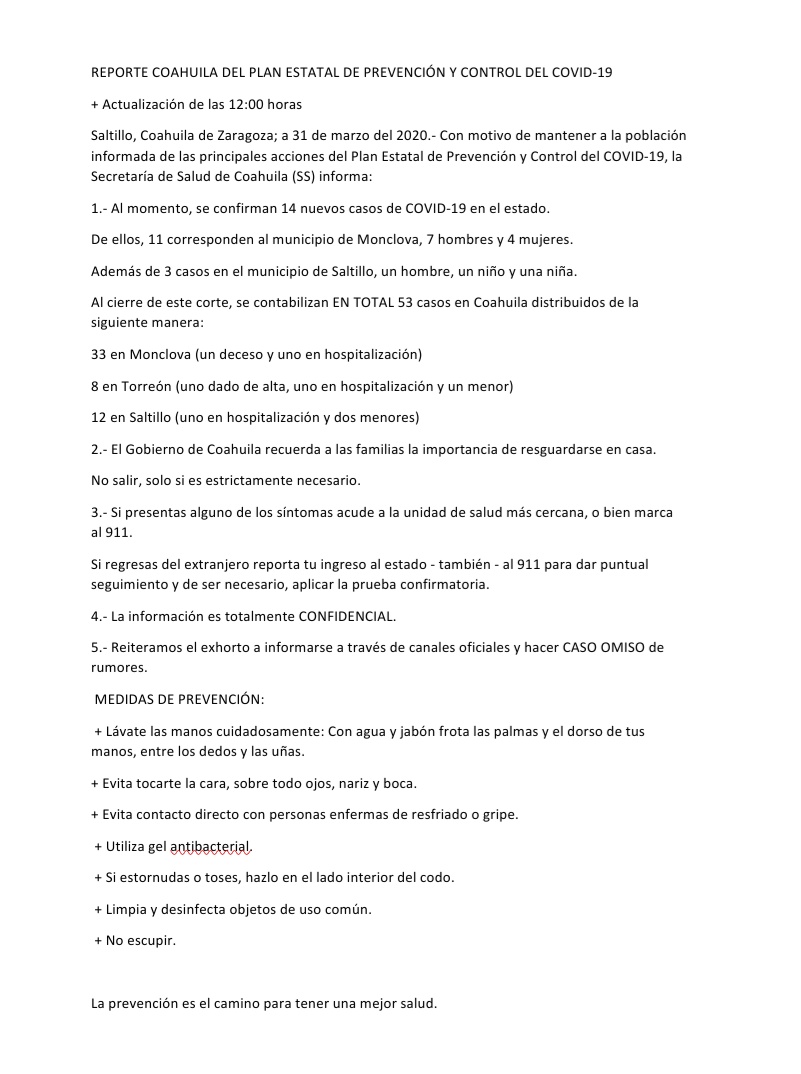 REPORTE COAHUILA DEL PLAN ESTATAL DE PREVENCIÓN Y CONTROL DEL COVID-19
+ Actualización de las 12:00 horas
Saltillo, Coahuila de Zaragoza; a 31 de marzo del 2020.- Con motivo de mantener a la población
informada de las principales acciones del Plan Estatal de Prevención y Control del COVID-19, la
Secretaría de Salud de Coahuila (SS) informa:
1.- Al momento, se confirman 14 nuevos casos de COVID-19 en el estado.
De ellos, 11 corresponden al municipio de Monclova, 7 hombres y 4 mujeres.
Además de 3 casos en el municipio de Saltillo, un hombre, un niño y una niña.
Al cierre de este corte, se contabilizan EN TOTAL 53 casos en Coahuila distribuidos de la
siguiente manera:
33 en Monclova (un deceso y uno en hospitalización)
8 en Torreón (uno dado de alta, uno en hospitalización y un menor)
12 en Saltillo (uno en hospitalización y dos menores)
2.- El Gobierno de Coahuila recuerda a las familias la importancia de resguardarse en casa.
No salir, solo si es estrictamente necesario.
3.- Si presentas alguno de los síntomas acude a la unidad de salud más cercana, o bien marca
al 911.
Si regresas del extranjero reporta tu ingreso al estado - también - al 911 para dar puntual
seguimiento y de ser necesario, aplicar la prueba confirmatoria.
4.- La información es totalmente CONFIDENCIAL.
5.- Reiteramos el exhorto a informarse a través de canales oficiales y hacer CASO OMISO de
rumores.
MEDIDAS DE PREVENCIÓN:
+ Lávate las manos cuidadosamente: Con agua y jabón frota las palmas y el dorso de tus
manos, entre los dedos y las uñas.
+ Evita tocarte la cara, sobre todo ojos, nariz y boca.
+ Evita contacto directo con personas enfermas de resfriado o gripe.
+ Utiliza gel antibacterial.
+ Si estornudas o toses, hazlo en el lado interior del codo.
+ Limpia y desinfecta objetos de uso común.
+ No escupir.
La prevención es el camino para tener una mejor salud.